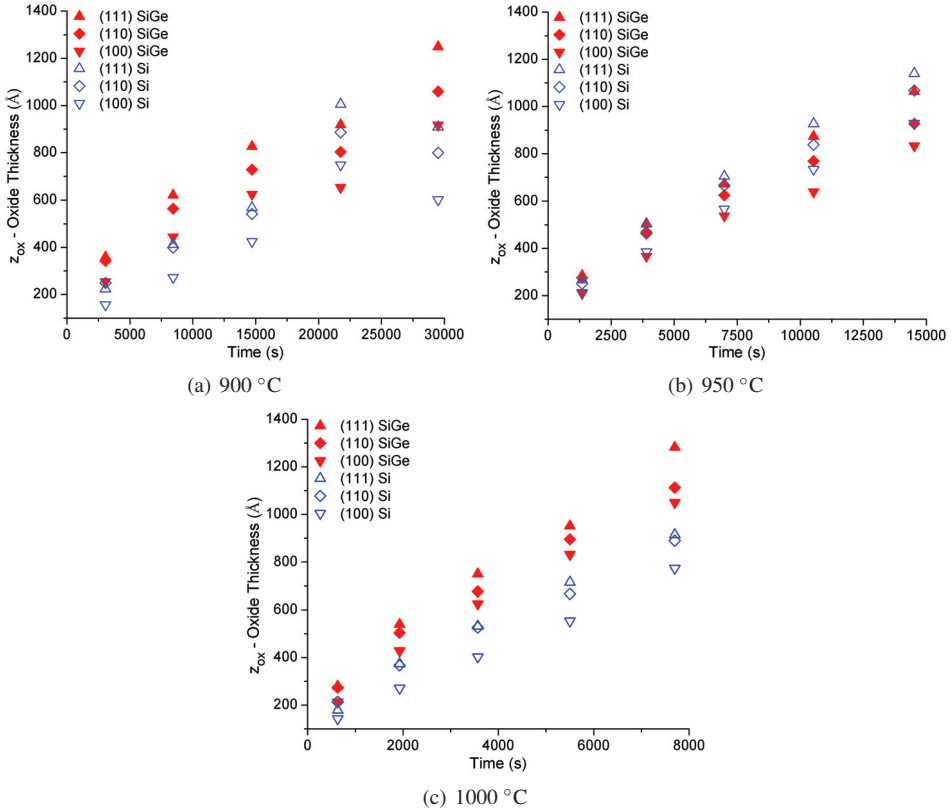 1400
1200
1000
800
600
400
200
0
5000
10000
15000
20000
25000
30000
zox - Oxide Thickness (Å)
Time (s)
(111) SiGe
(110) SiGe
(100) SiGe
(111) Si
(110) Si
(100) Si
(a) 900 °C
1400
1200
1000
800
600
400
200
0
2500
5000
7500
10000
12500
15000
zox - Oxide Thickness (Å)
Time (s)
(111) SiGe
(110) SiGe
(100) SiGe
(111) Si
(110) Si
(100) Si
(b) 950 °C
1400
1200
1000
800
600
400
200
0
2000
4000
6000
8000
zox - Oxide Thickness (Å)
Time (s)
(111) SiGe
(110) SiGe
(100) SiGe
(111) Si
(110) Si
(100) Si
(c) 1000 °C